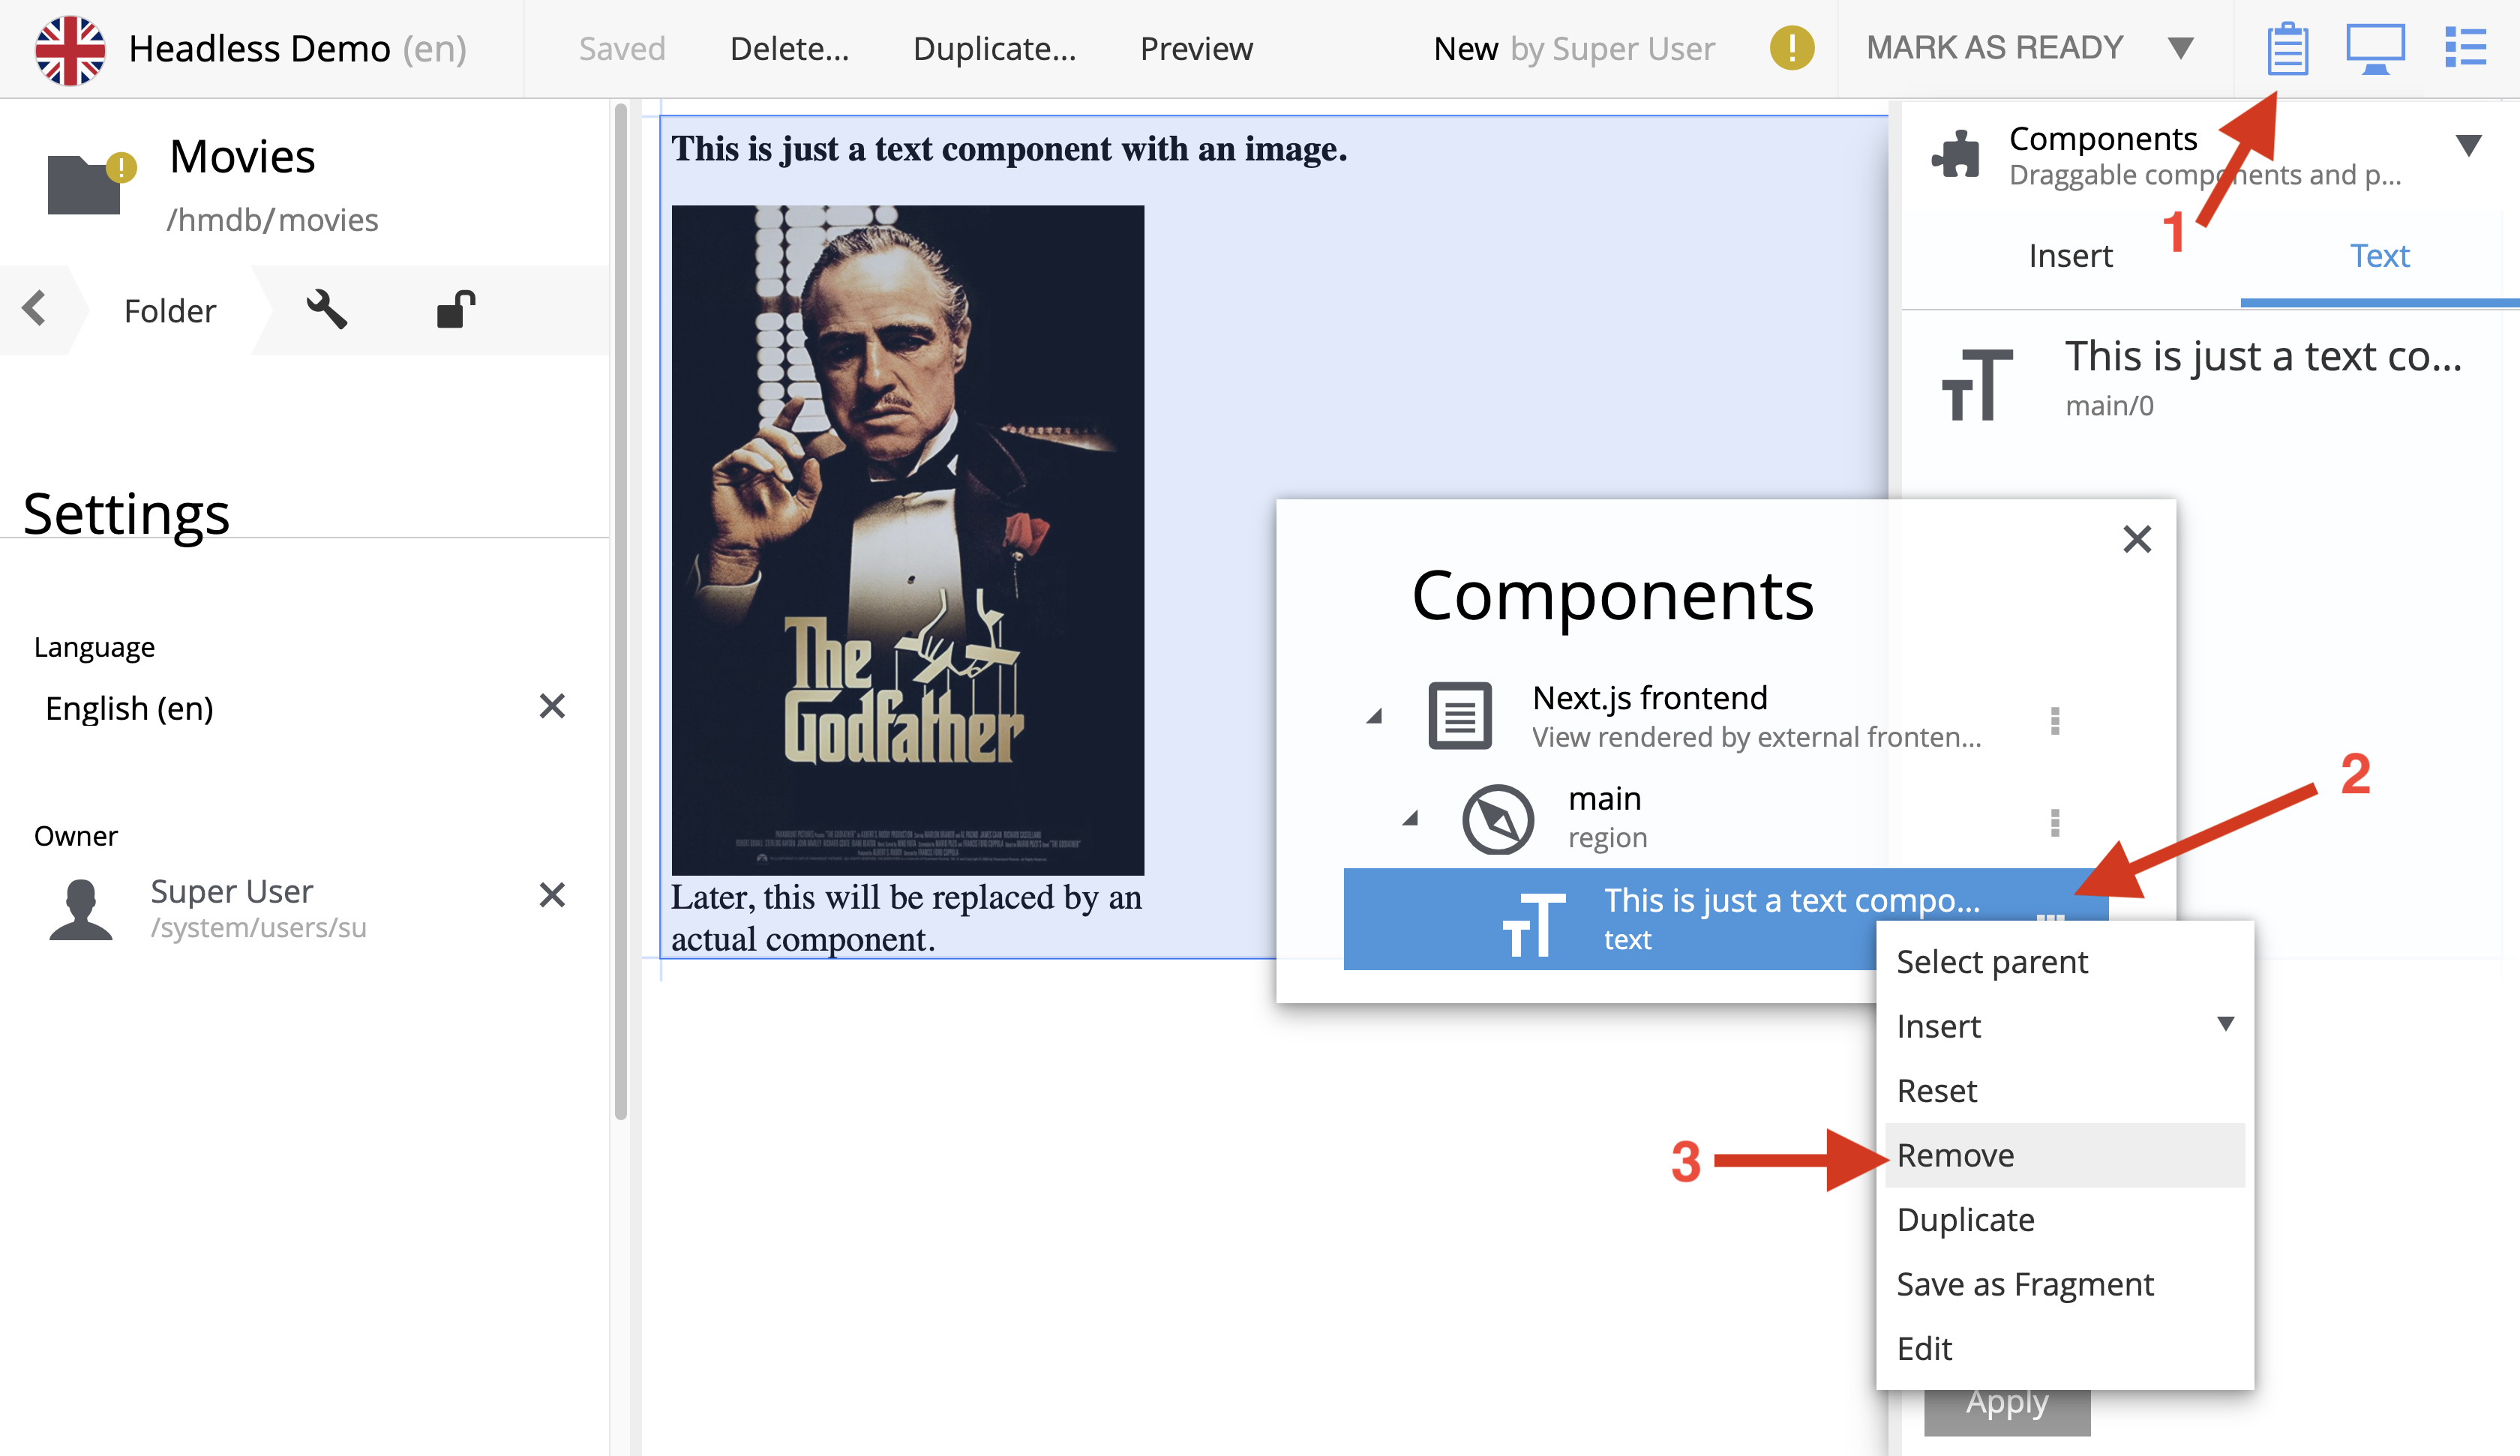 Headless Demo (en)
Saved
Delete...
Duplicate...
Preview
New by Super User
!
MARK AS READY
!
Movies
/hmdb/movies
Folder
Settings
Language
English (en)
Owner
Super User
/system/users/su
This is just a text component with an image.
The
Godfather
Later, this will be replaced by an
actual component.
Components
Draggable components and p...
1
Insert
Text
This is just a text co...
main/0
Components
Next.js frontend
View rendered by external fronten...
main
region
2
This is just a text compo...
text
Select parent
Insert
Reset
3
Remove
Duplicate
Save as Fragment
Edit
Apply